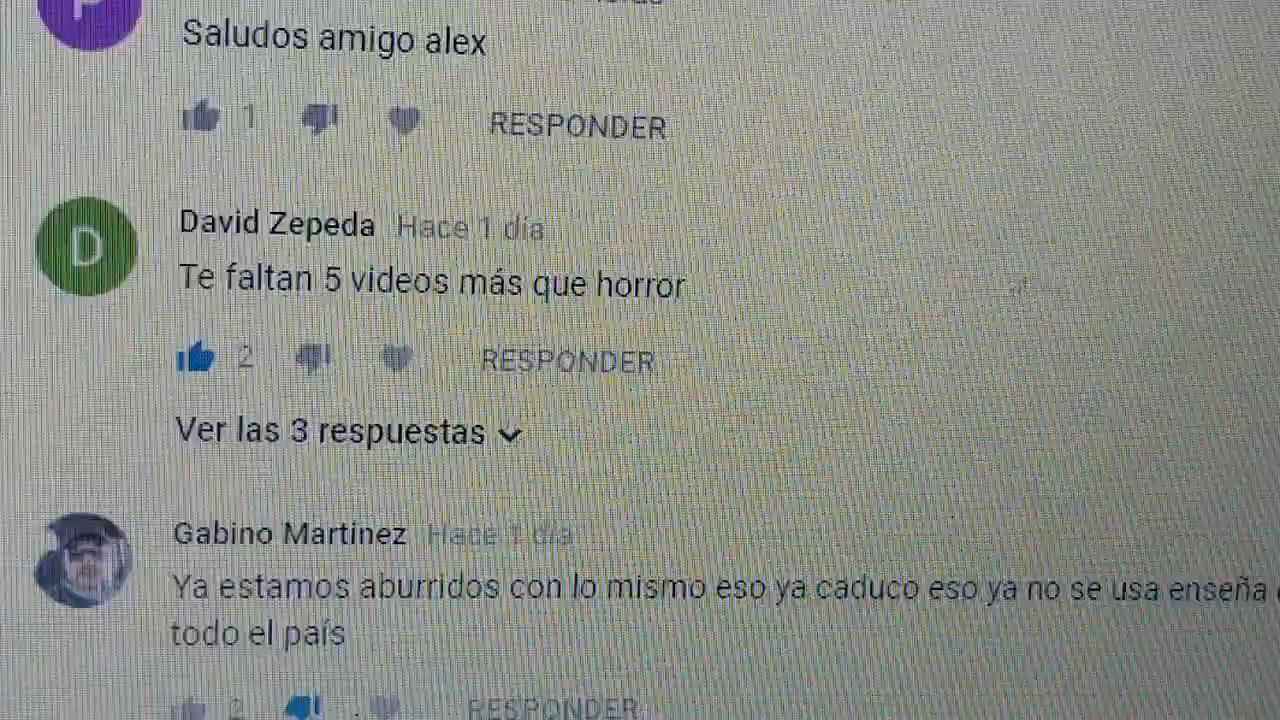 P
Saludos amigo alex
1 RESPONDER
D
David Zepeda Hace 1 día
Te faltan 5 videos más que horror
2 RESPONDER
Ver las 3 respuestas
Gabino Martinez Hace 1 día
Ya estamos aburridos con lo mismo eso ya caduco eso ya no se usa enseña
todo el país
2 RESPONDER